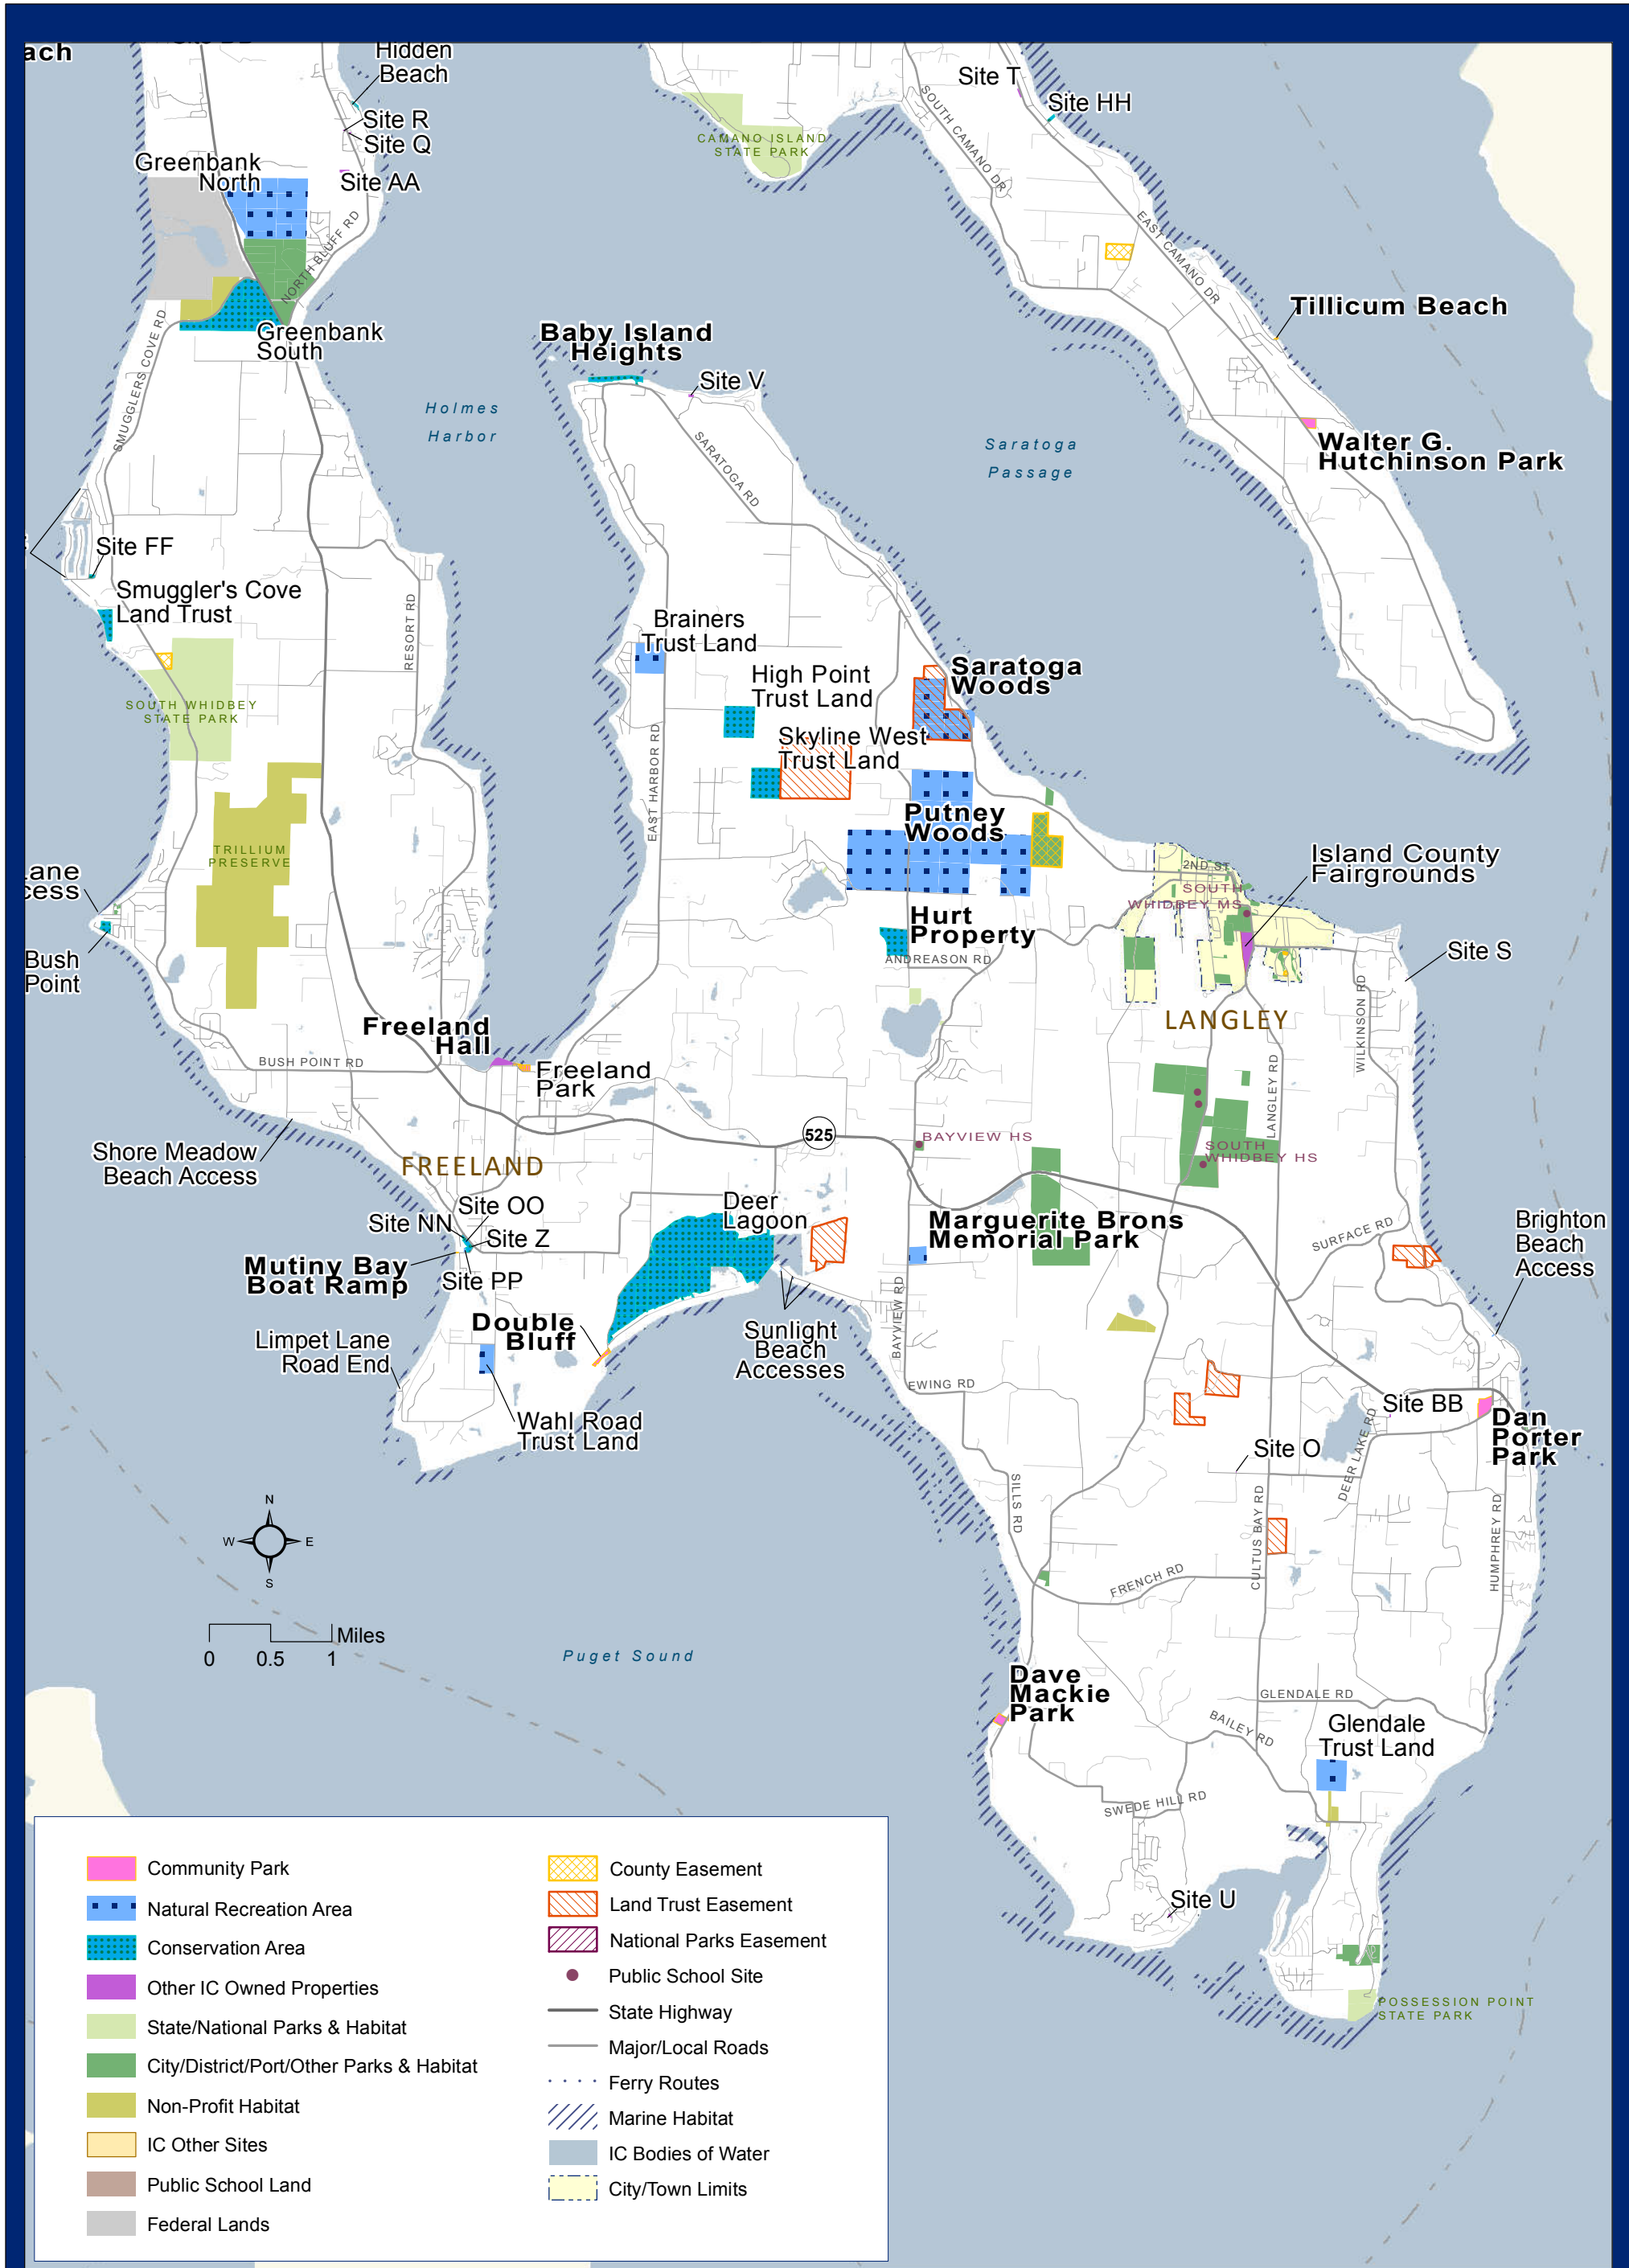 ach
Hidden
Beach
Site T
Site HH
Site R
Site Q
Greenbank
North
Site AA
CAMANO ISLAND
STATE PARK
SOUTH CAMANO DR
EAST CAMANO DR
NORTH BLUFF RD
Greenbank
South
SMUGGLERS COVE RD
Tillicum Beach
Baby Island
Heights
Site V
Holmes
Harbor
SARATOGA RD
Saratoga
Passage
Walter G.
Hutchinson Park
Site FF
Smuggler's Cove
Land Trust
RESORT RD
SOUTH WHIDBEY
STATE PARK
Brainers
Trust Land
High Point
Trust Land
Saratoga
Woods
Skyline West
Trust Land
EAST HARBOR RD
Putney
Woods
TRILLIUM
PRESERVE
Lane
cess
Bush
Point
2ND ST
SOUTH
WHIDBEY MS
Island County
Fairgrounds
Hurt
Property
ANDREASON RD
Site S
LANGLEY
WILKINSON RD
LANGLEY RD
Freeland
Hall
BUSH POINT RD
Freeland
Park
525
BAYVIEW HS
SOUTH
WHIDBEY HS
Shore Meadow
Beach Access
FREELAND
Site OO
Site NN
Site Z
Mutiny Bay
Boat Ramp
Site PP
Deer
Lagoon
Marguerite Brons
Memorial Park
SURFACE RD
Brighton
Beach
Access
Double
Bluff
Limpet Lane
Road End
Sunlight
Beach
Accesses
BAYVIEW RD
EWING RD
Wahl Road
Trust Land
Site BB
Dan
Porter
Park
Site O
DEER LAKE RD
SILLS RD
CULTUS BAY RD
HUMPHREY RD
FRENCH RD
N
W
E
S
Miles
0
0.5
1
Puget Sound
Dave
Mackie
Park
GLENDALE RD
BAILEY RD
Glendale
Trust Land
SWEDE HILL RD
Site U
POSSESSION POINT
STATE PARK
Community Park
Natural Recreation Area
Conservation Area
Other IC Owned Properties
State/National Parks & Habitat
City/District/Port/Other Parks & Habitat
Non-Profit Habitat
IC Other Sites
Public School Land
Federal Lands
County Easement
Land Trust Easement
National Parks Easement
Public School Site
State Highway
Major/Local Roads
Ferry Routes
Marine Habitat
IC Bodies of Water
City/Town Limits